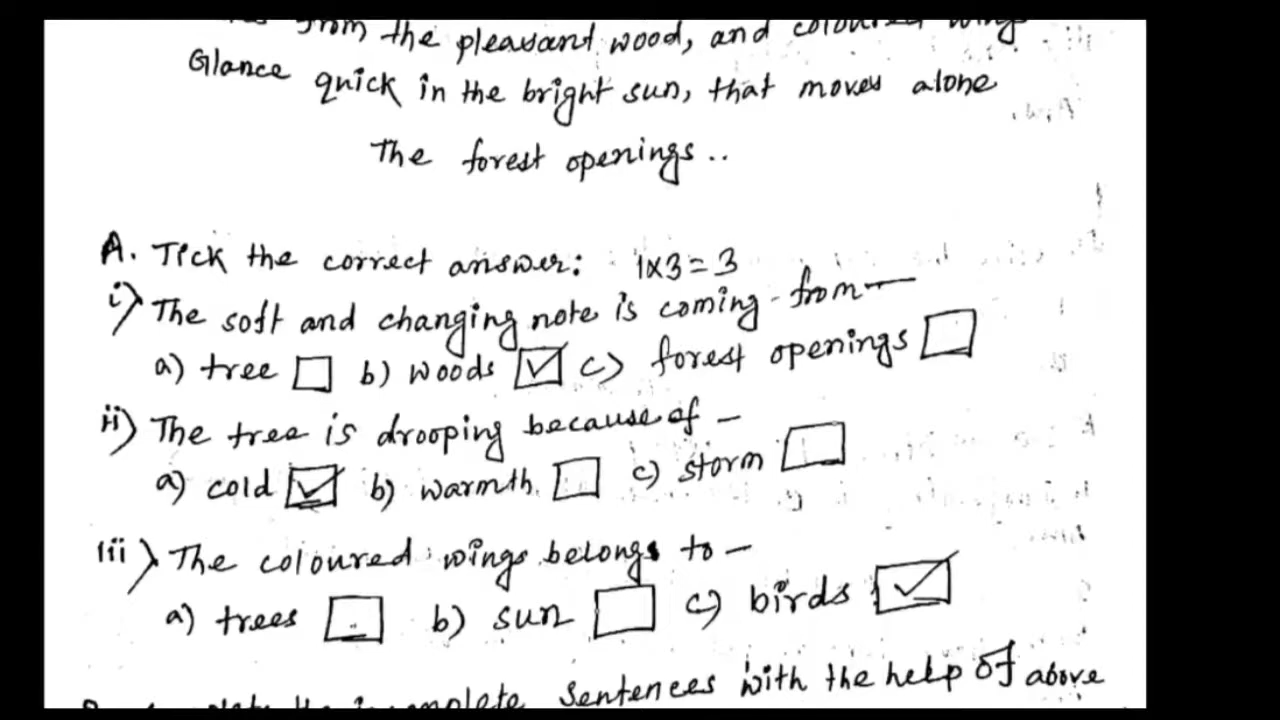 from the pleasant wood, and coloured wings
Glance quick in the bright sun, that moves alone
The forest openings..
A. Tick the correct answer: 1x3=3
i) The soft and changing note is coming from—
a) tree b) woods ✓ c) forest openings
ii) The tree is drooping because of —
a) cold ✓ b) warmth c) storm
iii) The coloured wings belongs to —
a) trees b) sun c) birds ✓
sentences with the help of above